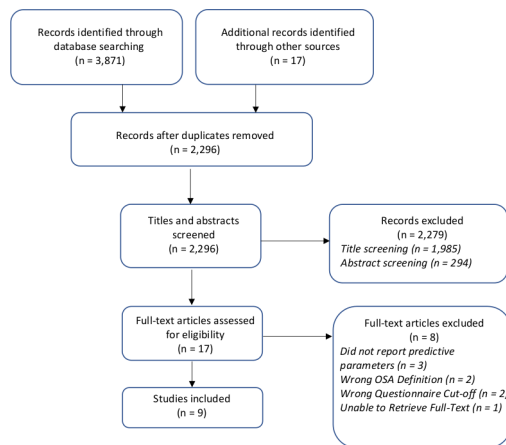 Records identified through
database searching
(n = 3,871)
Additional records identified
through other sources
(n = 17)
Records after duplicates removed
(n = 2,296)
Titles and abstracts
screened
(n = 2,296)
Records excluded
(n = 2,279)
Title screening (n = 1,985)
Abstract screening (n = 294)
Full-text articles assessed
for eligibility
(n = 17)
Full-text articles excluded
(n = 8)
Did not report predictive
parameters (n = 3)
Wrong OSA Definition (n = 2)
Wrong Questionnaire Cut-off (n = 2
Unable to Retrieve Full-Text (n = 1)
Studies included
(n = 9)